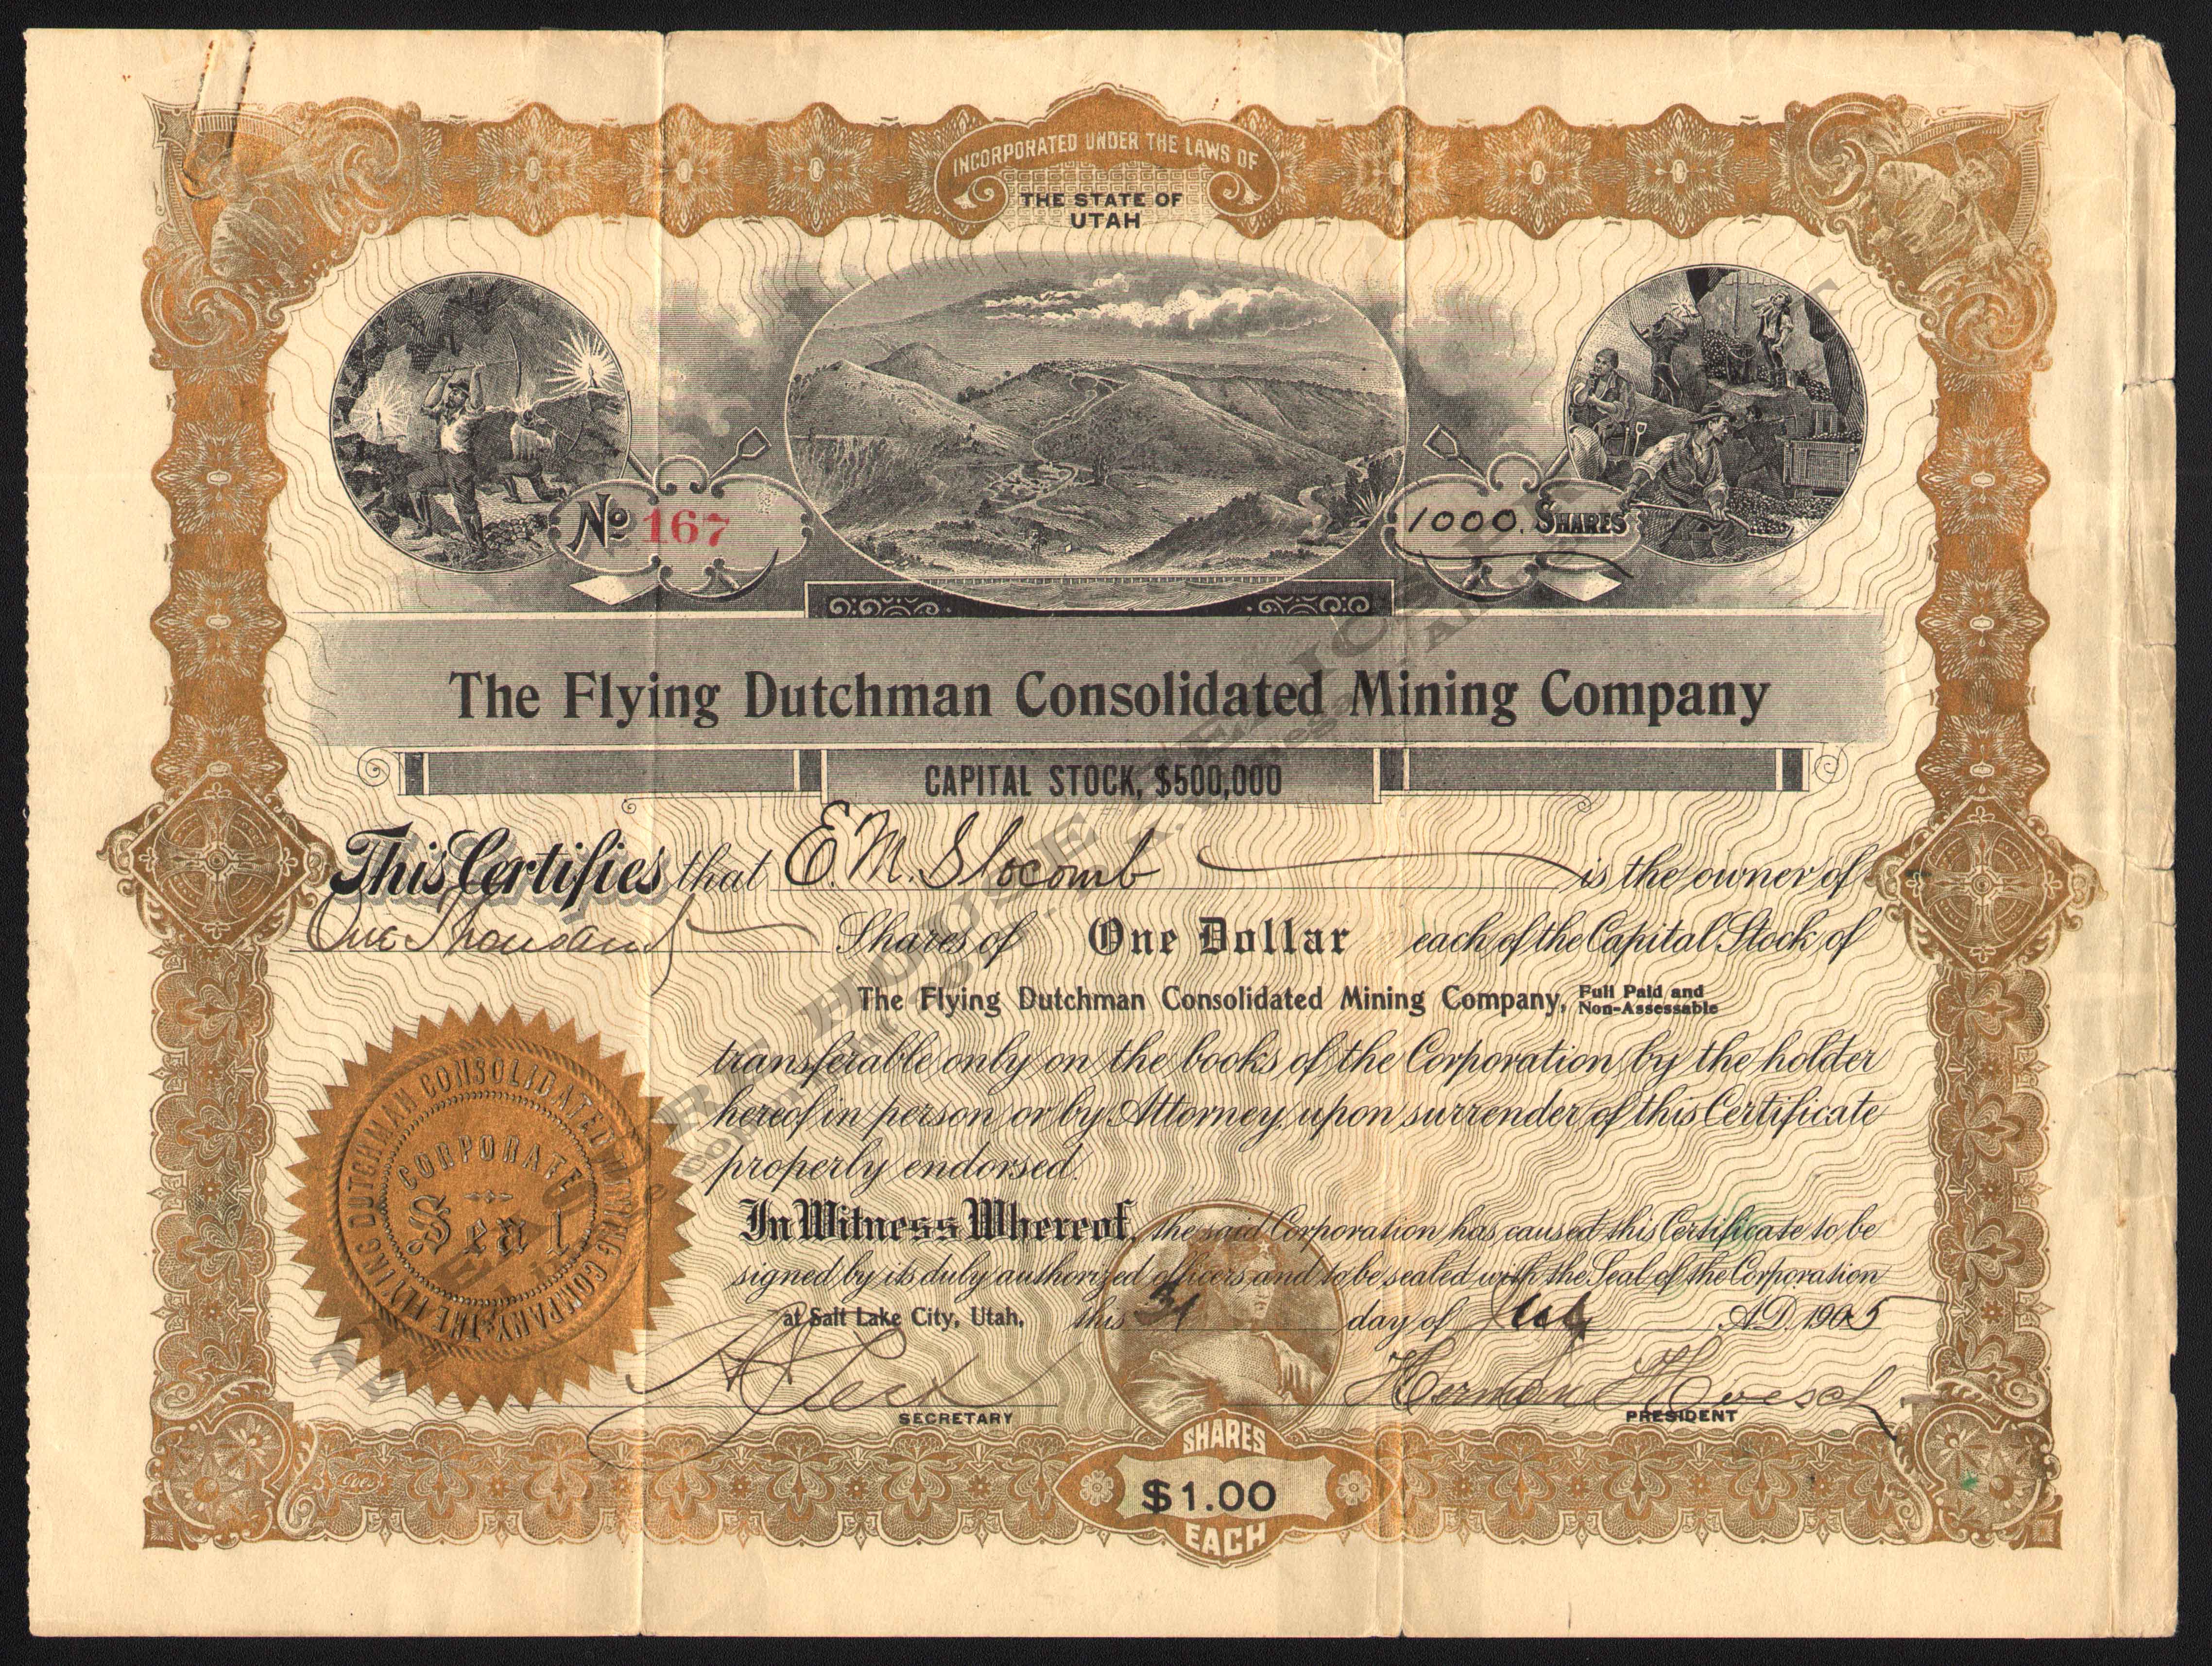 INCORPORATED UNDER THE LAWS OF
THE STATE OF
UTAH
No 167
1000. SHARES
The Flying Dutchman Consolidated Mining Company
CAPITAL STOCK, $500,000
This Certifies that E. M. Slocomb is the owner of
One Thousand Shares of One Dollar each of the Capital Stock of
The Flying Dutchman Consolidated Mining Company, Full Paid and
Non-Assessable
transferable only on the books of the Corporation by the holder
hereof in person or by Attorney, upon surrender of this Certificate
properly endorsed.
In Witness Whereof, the said Corporation has caused this Certificate to be
signed by its duly authorized officers and to be sealed with the Seal of the Corporation
at Salt Lake City, Utah, this day of A.D. 1905
SECRETARY
Herman
PRESIDENT
THE FLYING DUTCHMAN CONSOLIDATED MINING COMPANY
CORPORATE
Seal
SHARES
$1.00
EACH